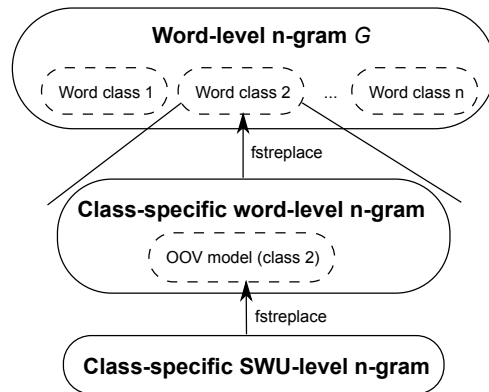 Word-level n-gram G
Word class 1 Word class 2 ... Word class n
fstreplace
Class-specific word-level n-gram
OOV model (class 2)
fstreplace
Class-specific SWU-level n-gram